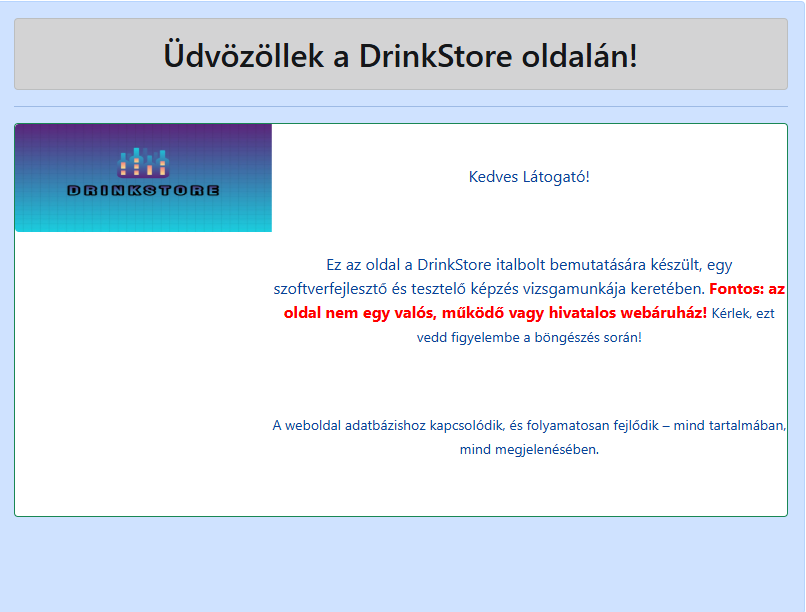 Üdvözöllek a DrinkStore oldalán!
DRINKSTORE
Kedves Látogató!
Ez az oldal a DrinkStore italbolt bemutatására készült, egy
szoftverfejlesztő és tesztelő képzés vizsgamunkája keretében. Fontos: az
oldal nem egy valós, működő vagy hivatalos webáruház! Kérlek, ezt
vedd figyelembe a böngészés során!
A weboldal adatbázishoz kapcsolódik, és folyamatosan fejlődik – mind tartalmában,
mind megjelenésében.